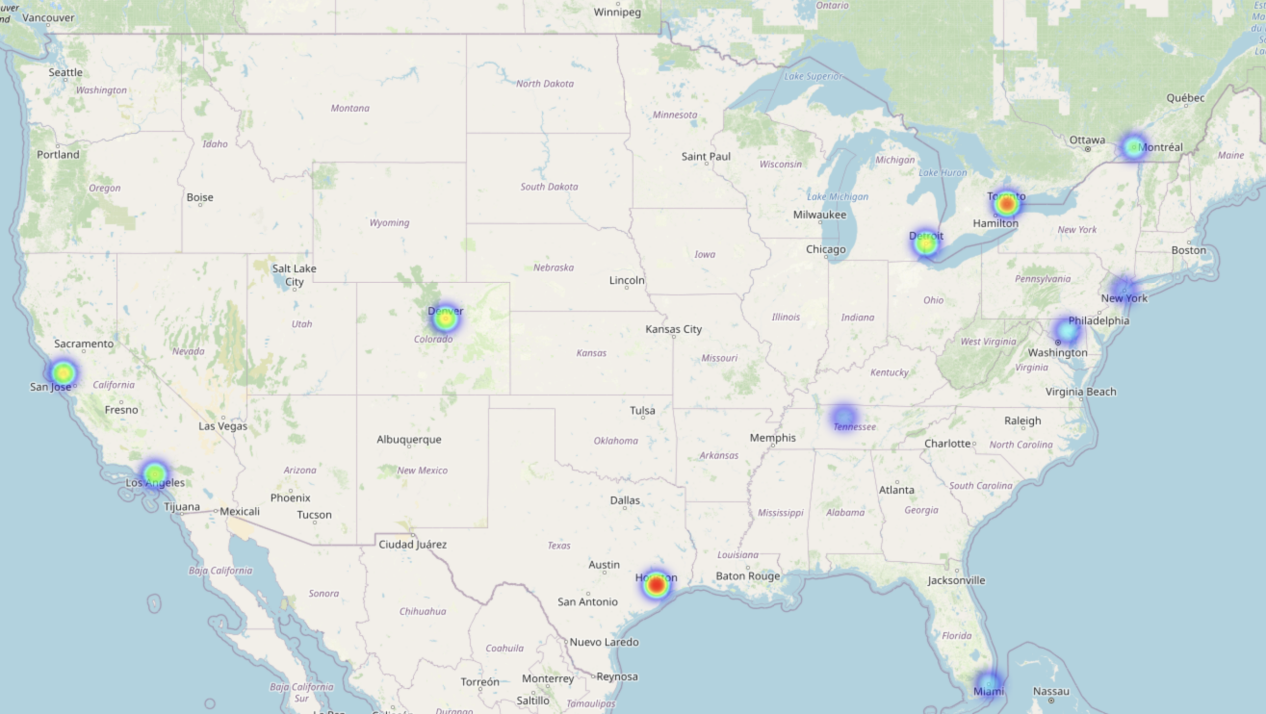 Winnipeg
Ontario
Vancouver
Seattle
Washington
Montana
North Dakota
Minnesota
Lake Superior
Québec
Portland
Idaho
Saint Paul
Wisconsin
Michigan
Lake Huron
Ottawa
Montréal
Maine
Oregon
Boise
Wyoming
South Dakota
Milwaukee
Lake Michigan
Toronto
Hamilton
New York
Detroit
Chicago
Boston
Salt Lake
City
Nebraska
Iowa
Lincoln
Pennsylvania
New York
Ohio
Denver
Colorado
Utah
Illinois
Indiana
Philadelphia
Sacramento
Nevada
Kansas
Kansas City
Missouri
West Virginia
Washington
Virginia
San Jose
California
Kentucky
Virginia Beach
Fresno
Las Vegas
Tulsa
Tennessee
Raleigh
Albuquerque
Oklahoma
Memphis
Charlotte
North Carolina
Arkansas
Los Angeles
Arizona
New Mexico
South Carolina
Phoenix
Atlanta
Tijuana
Mexicali
Tucson
Dallas
Mississippi
Alabama
Georgia
Ciudad Juárez
Texas
Louisiana
Baja California
Austin
Houston
Baton Rouge
Jacksonville
Sonora
San Antonio
Chihuahua
Florida
Coahuila
Nuevo Laredo
Baja California
Sur
Torreón
Monterrey
Reynosa
Miami
Nassau
Saltillo
Tamaulipas
Durango